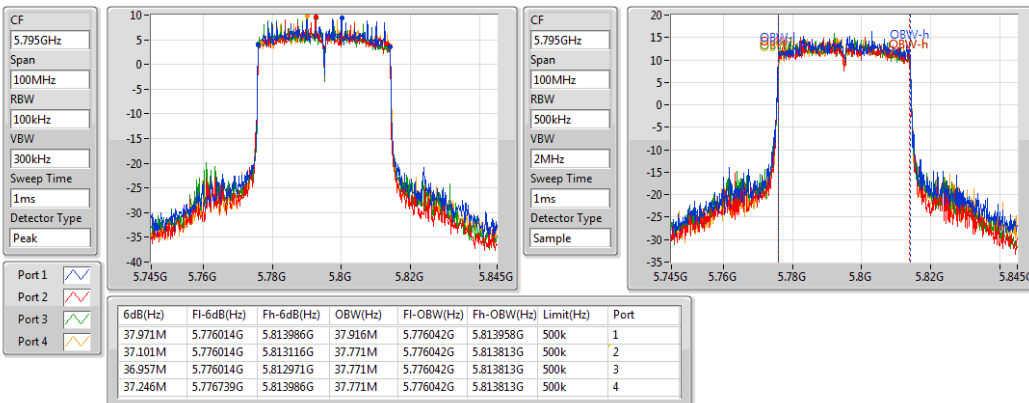 CF
5.795GHz
Span
100MHz
RBW
100kHz
VBW
300kHz
Sweep Time
1ms
Detector Type
Peak
10
5
0
-5
-10
-15
-20
-25
-30
-35
-40
5.745G 5.76G 5.78G 5.8G 5.82G 5.845G
CF
5.795GHz
Span
100MHz
RBW
500kHz
VBW
2MHz
Sweep Time
1ms
Detector Type
Sample
20
15
10
5
0
-5
-10
-15
-20
-25
-30
-35
OBW-h
OBW-h
5.745G 5.76G 5.78G 5.8G 5.82G 5.845G
Port 1
Port 2
Port 3
Port 4
6dB(Hz) Fl-6dB(Hz) Fh-6dB(Hz) OBW(Hz) Fl-OBW(Hz) Fh-OBW(Hz) Limit(Hz) Port
37.971M 5.776014G 5.813986G 37.916M 5.776042G 5.813958G 500k 1
37.101M 5.776014G 5.813116G 37.771M 5.776042G 5.813813G 500k 2
36.957M 5.776014G 5.812971G 37.771M 5.776042G 5.813813G 500k 3
37.246M 5.776739G 5.813986G 37.771M 5.776042G 5.813813G 500k 4